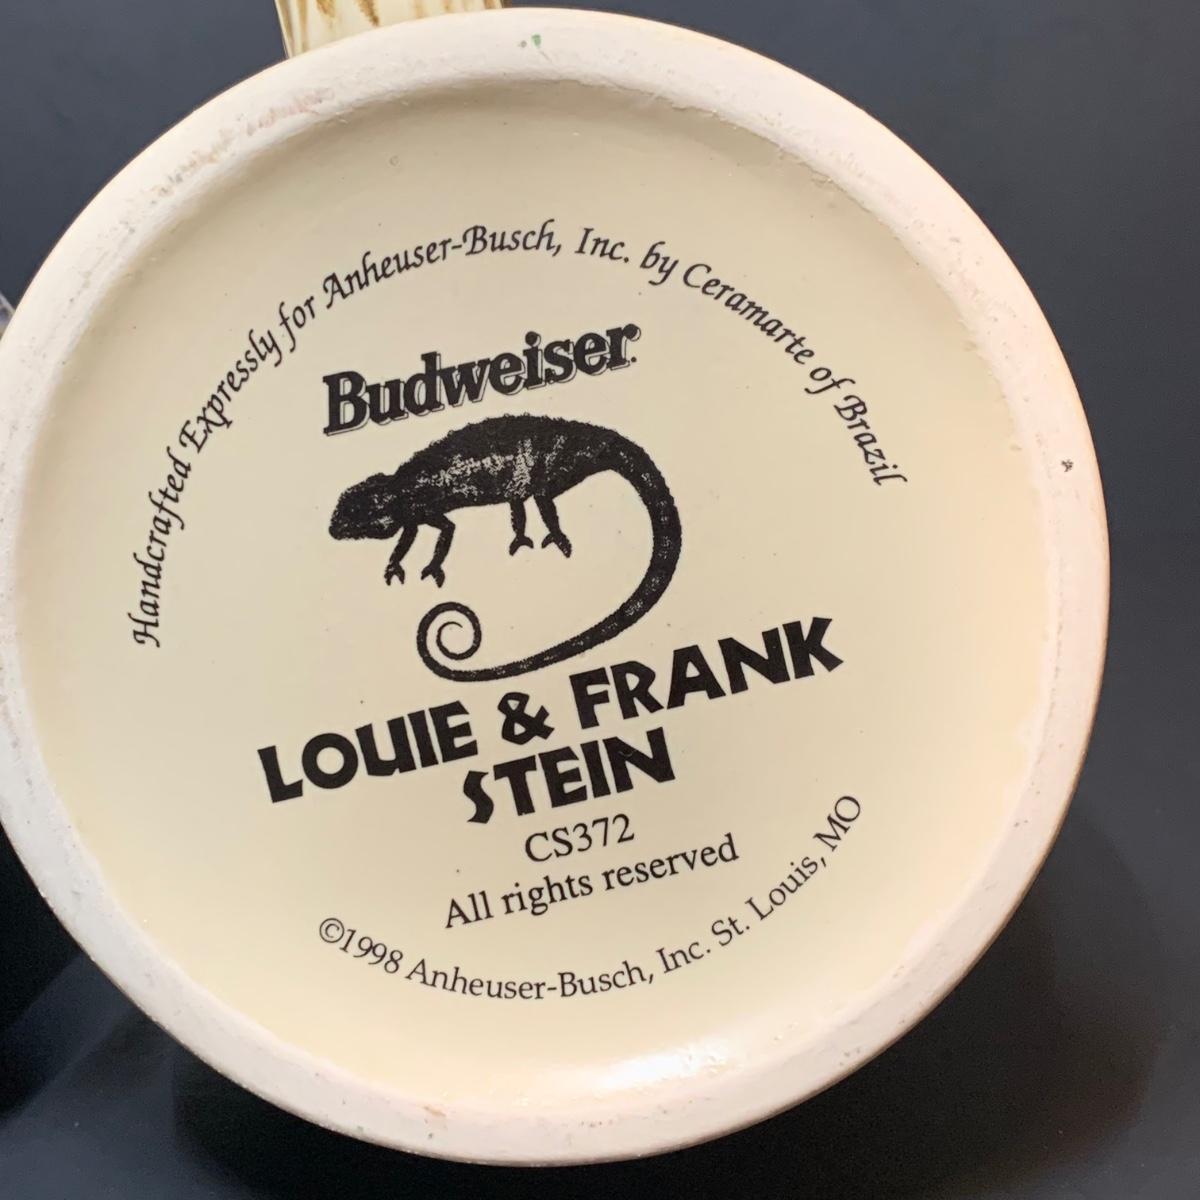 Handcrafted Expressly for Anheuser-Busch, Inc. by Ceramarte of Brazil
Budweiser
LOUIE & FRANK
STEIN
CS372
All rights reserved
©1998 Anheuser-Busch, Inc. St. Louis, MO